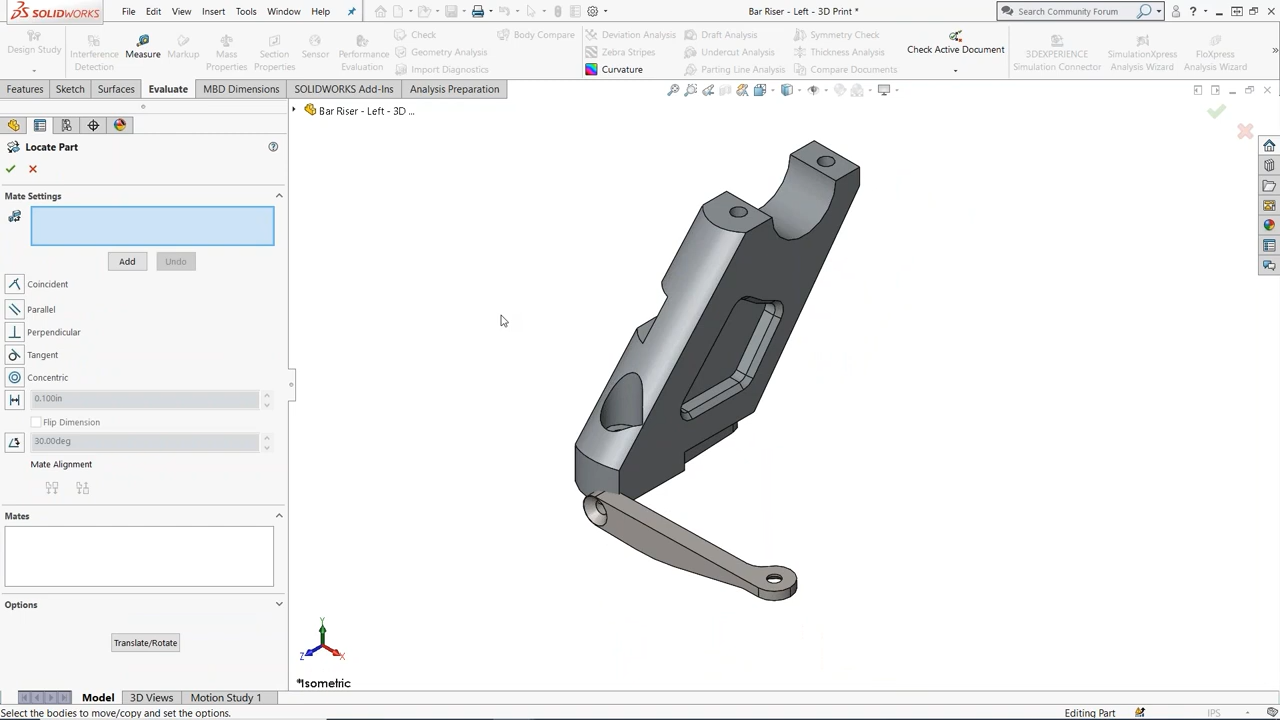 SOLIDWORKS File Edit View Insert Tools Window Help Bar Riser - Left - 3D Print * Search Community Forum
Design Study Interference Detection Measure Markup Mass Properties Section Properties Sensor Performance Evaluation
Check Body Compare Deviation Analysis Draft Analysis Symmetry Check
Geometry Analysis Zebra Stripes Undercut Analysis Thickness Analysis
Import Diagnostics Curvature Parting Line Analysis Compare Documents
Check Active Document 3DEXPERIENCE Simulation Connector SimulationXpress Analysis Wizard FloXpress Analysis Wizard
Features Sketch Surfaces Evaluate MBD Dimensions SOLIDWORKS Add-Ins Analysis Preparation
Bar Riser - Left - 3D ...
Locate Part
Mate Settings
Add Undo
Coincident
Parallel
Perpendicular
Tangent
Concentric
0.100in
Flip Dimension
30.00deg
Mate Alignment
Mates
Options
Translate/Rotate
Y
Z X
*Isometric
Model 3D Views Motion Study 1
Select the bodies to move/copy and set the options. Editing Part IPS